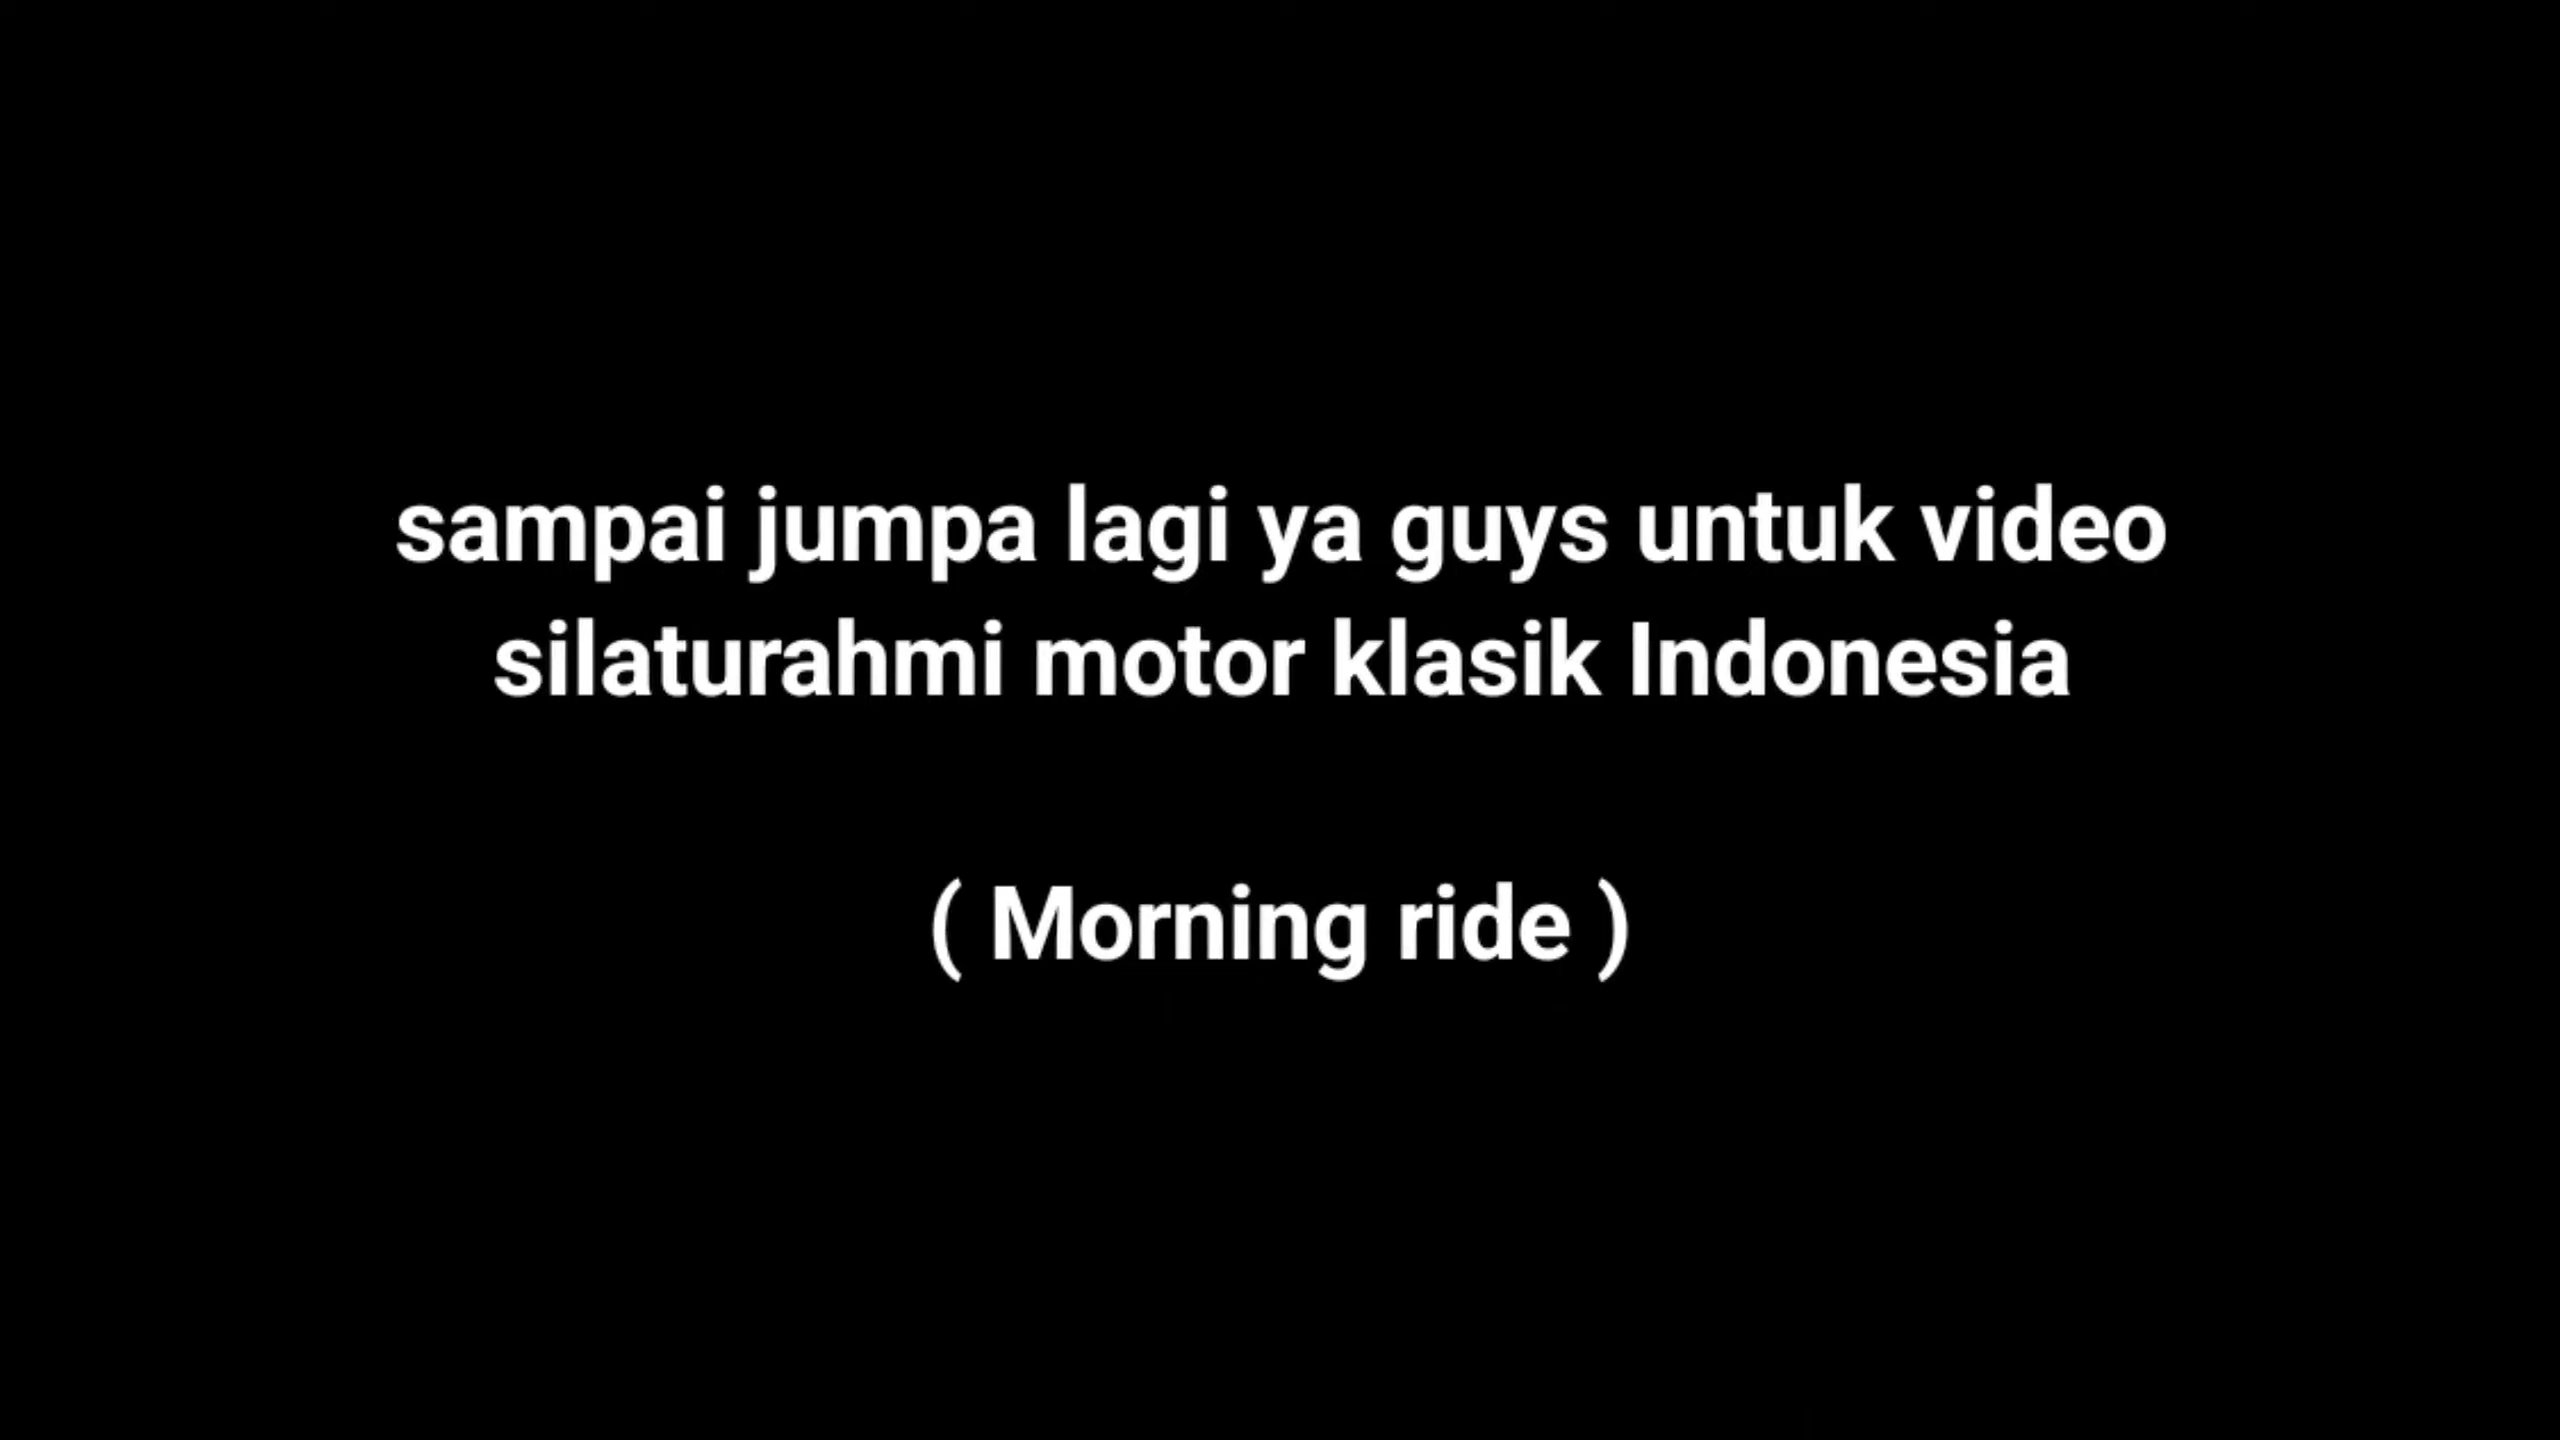 sampai jumpa lagi ya guys untuk video
silaturahmi motor klasik Indonesia
( Morning ride )